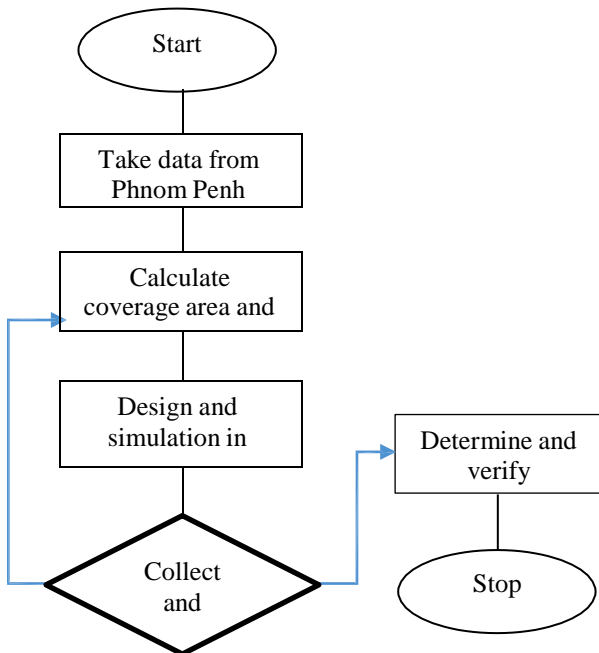 Start
Take data from
Phnom Penh
Calculate
coverage area and
Design and
simulation in
Collect
and
Determine and
verify
Stop